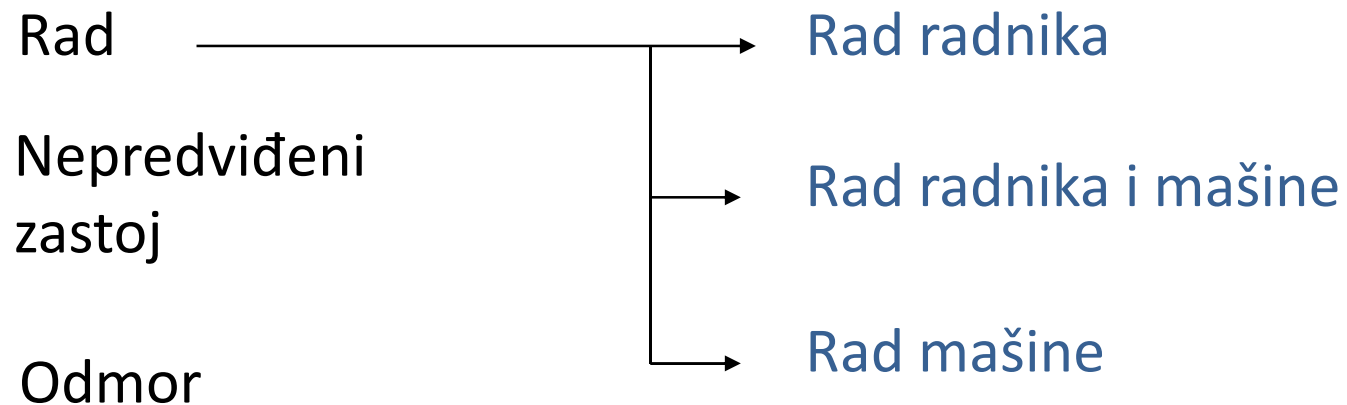 Rad
Rad radnika
Nepredviđeni
zastoj
Rad radnika i mašine
Odmor
Rad mašine